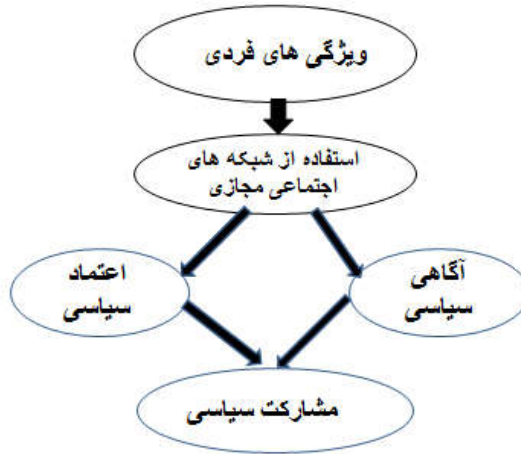 ویژگی های فردی
استفاده از شبکه های
اجتماعی مجازی
آگاهی
سیاسی
اعتماد
سیاسی
مشارکت سیاسی